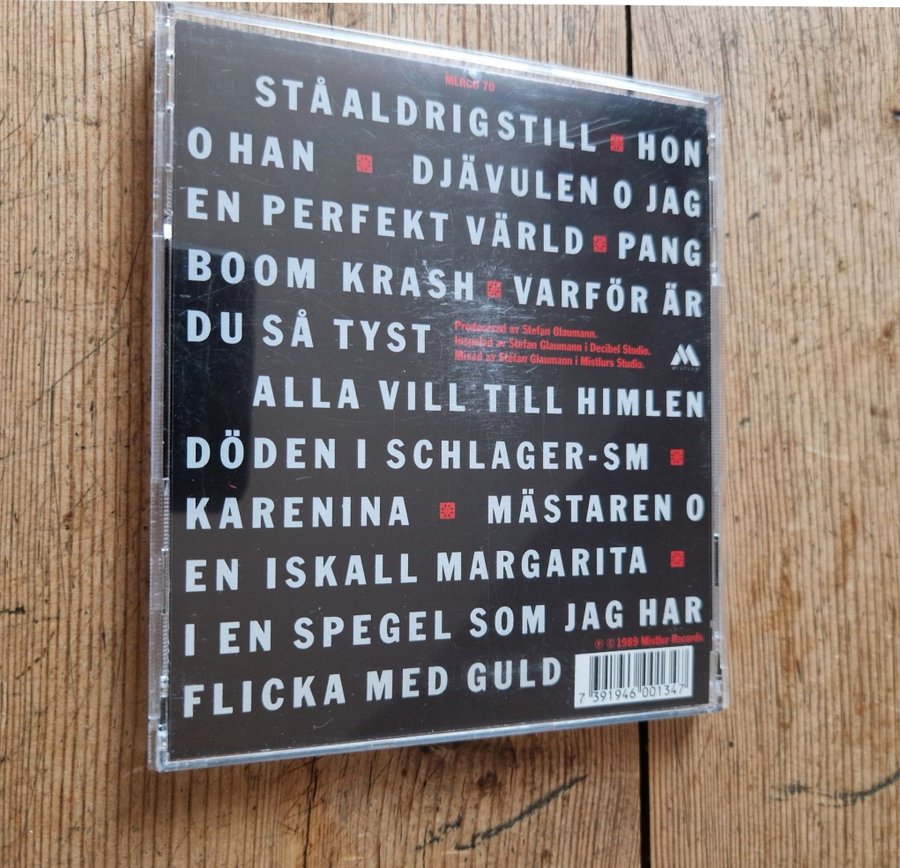 MLRCD 70
STÅALDRIGSTILL HON
O HAN DJÄVULEN O JAG
EN PERFEKT VÄRLD PANG
BOOM KRASH VARFÖR ÄR
DU SÅ TYST
Producerad av Stefan Glaumann.
Inspelad av Stefan Glaumann i Decibel Studio.
Mixed av Stefan Glaumann i Mistlurs Studio.
MISTLUR
ALLA VILL TILL HIMLEN
DÖDEN I SCHLAGER-SM
KARENINA MÄSTAREN O
EN ISKALL MARGARITA
I EN SPEGEL SOM JAG HAR
℗ © 1989 Mistlur Records
FLICKA MED GULD
7 391946 001347